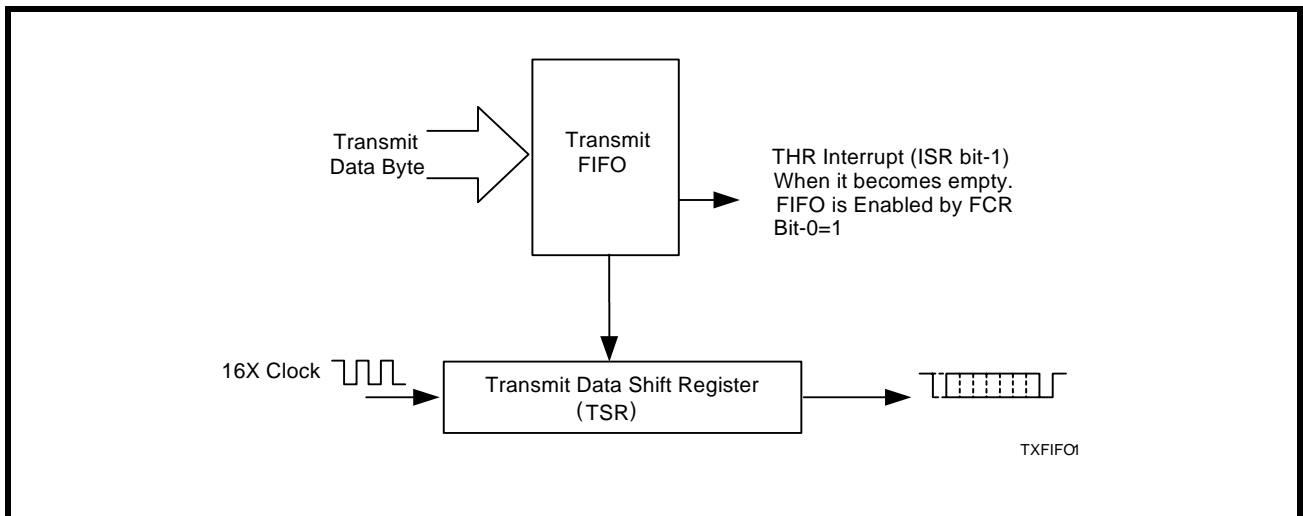 Transmit
Data Byte
Transmit
FIFO
THR Interrupt (ISR bit-1)
When it becomes empty.
FIFO is Enabled by FCR
Bit-0=1
16X Clock
Transmit Data Shift Register
(TSR)
TXFIFO1